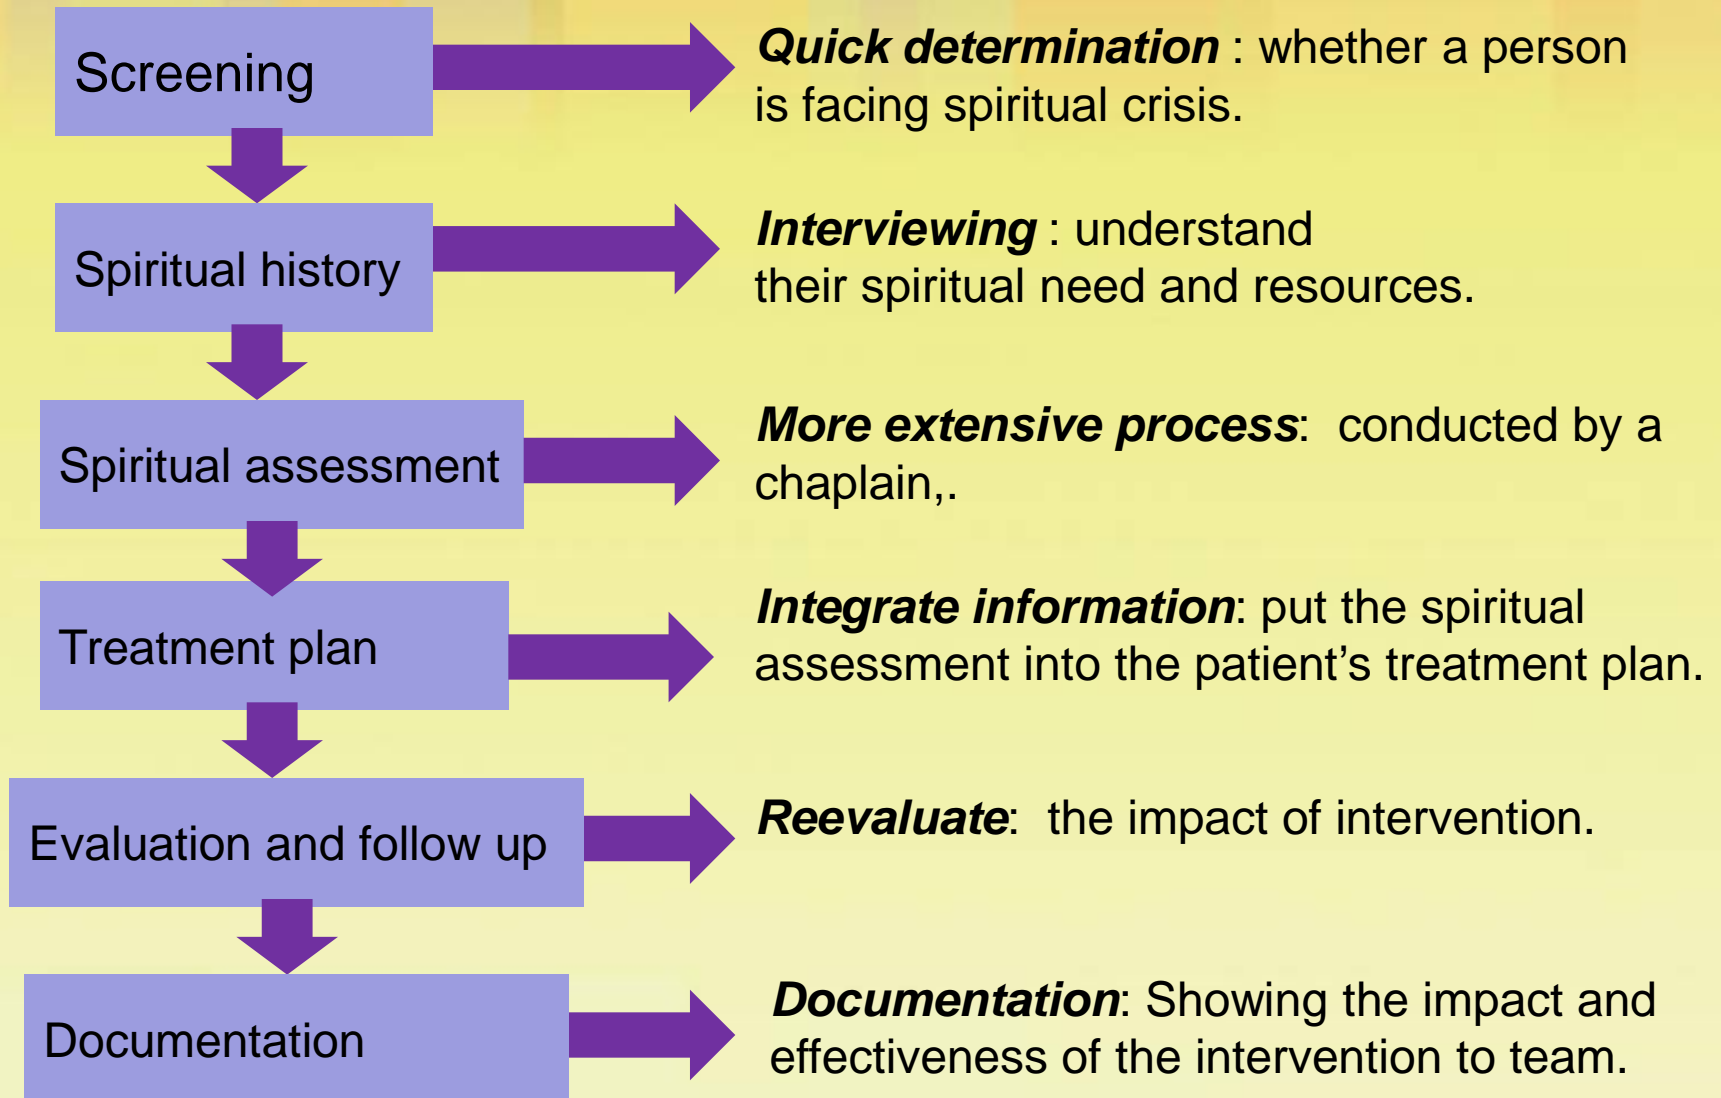 Screening
Quick determination : whether a person
is facing spiritual crisis.
Spiritual history
Interviewing : understand
their spiritual need and resources.
Spiritual assessment
More extensive process:  conducted by a
chaplain,.
Treatment plan
Integrate information: put the spiritual
assessment into the patient’s treatment plan.
Evaluation and follow up
Reevaluate:  the impact of intervention.
Documentation
Documentation: Showing the impact and
effectiveness of the intervention to team.